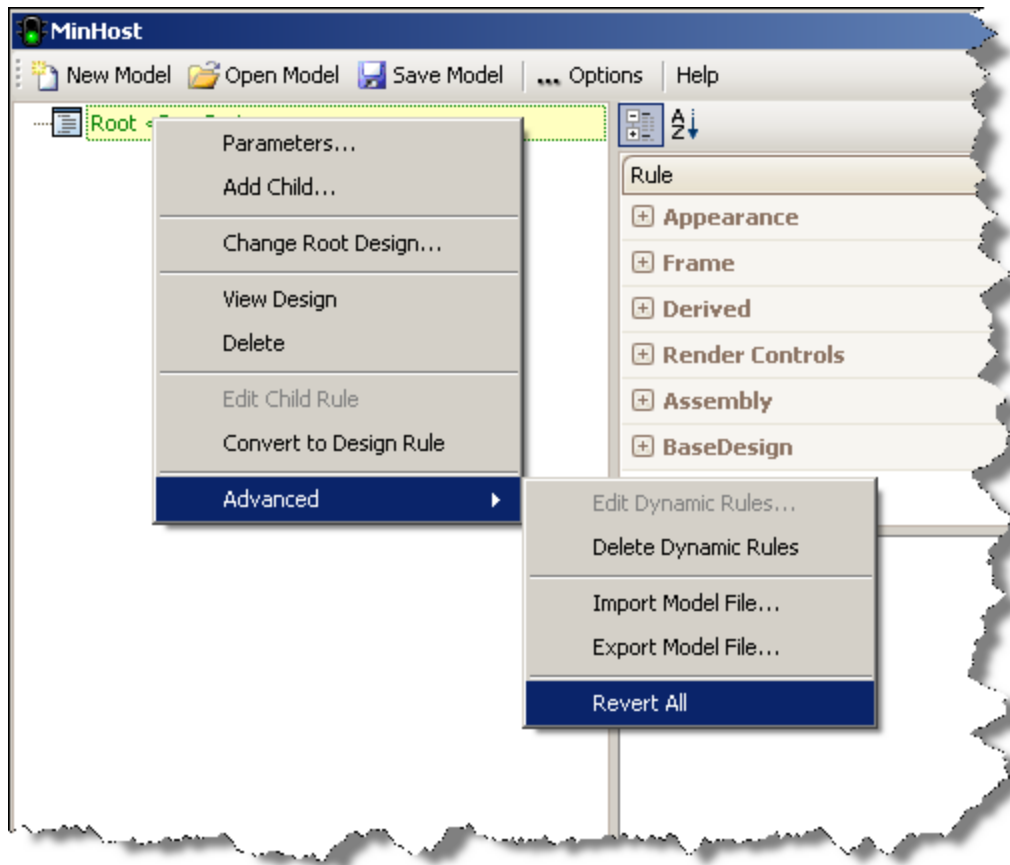 MinHost
New Model Open Model Save Model ... Options Help
Root
Parameters...
Add Child...
Change Root Design...
View Design
Delete
Edit Child Rule
Convert to Design Rule
Advanced
Edit Dynamic Rules...
Delete Dynamic Rules
Import Model File...
Export Model File...
Revert All
A
Z
Rule
Appearance
Frame
Derived
Render Controls
Assembly
BaseDesign